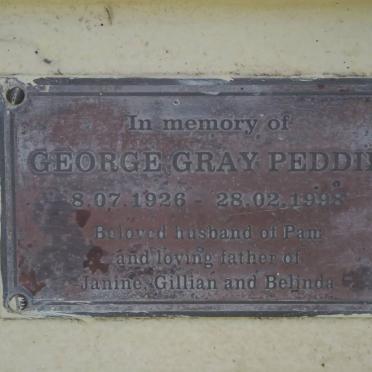 In memory of
GEORGE GRAY PEDDI
8.07.1926 - 28.02.1998
Beloved husband of Pam
and loving father of
Janine, Gillian and Belinda